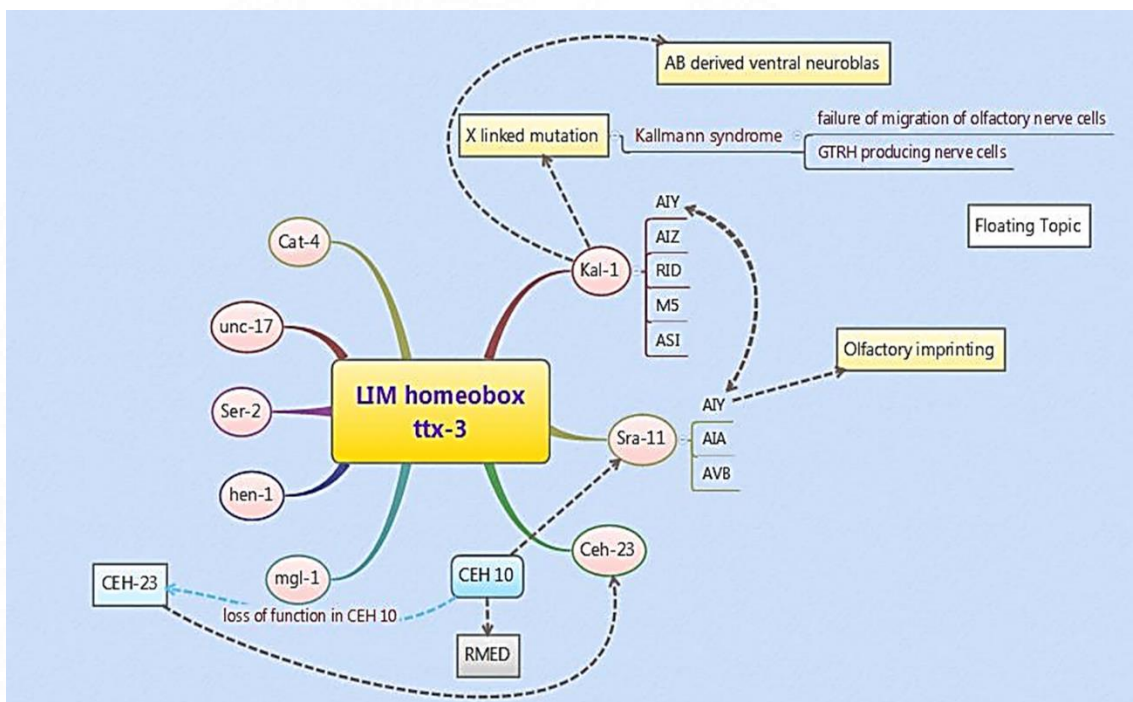 AB derived ventral neuroblas
X linked mutation
Kallmann syndrome
failure of migration of olfactory nerve cells
GTRH producing nerve cells
Floating Topic
Cat-4
unc-17
Ser-2
hen-1
mgl-1
LIM homeobox
ttx-3
Kal-1
AIY
AIZ
RID
M5
ASI
Olfactory imprinting
Sra-11
AIY
AIA
AVB
Ceh-23
CEH 10
CEH-23
loss of function in CEH 10
RMED